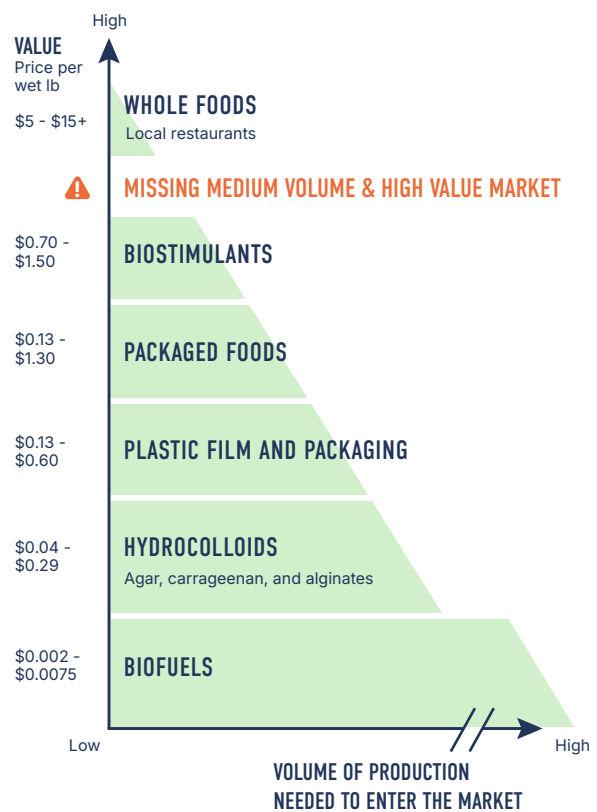 High
VALUE
Price per
wet lb
$5 - $15+
WHOLE FOODS
Local restaurants
MISSING MEDIUM VOLUME & HIGH VALUE MARKET
$0.70 -
$1.50
BIOSTIMULANTS
$0.13 -
$1.30
PACKAGED FOODS
$0.13 -
$0.60
PLASTIC FILM AND PACKAGING
$0.04 -
$0.29
HYDROCOLLOIDS
Agar, carrageenan, and alginates
$0.002 -
$0.0075
BIOFUELS
Low
High
VOLUME OF PRODUCTION
NEEDED TO ENTER THE MARKET